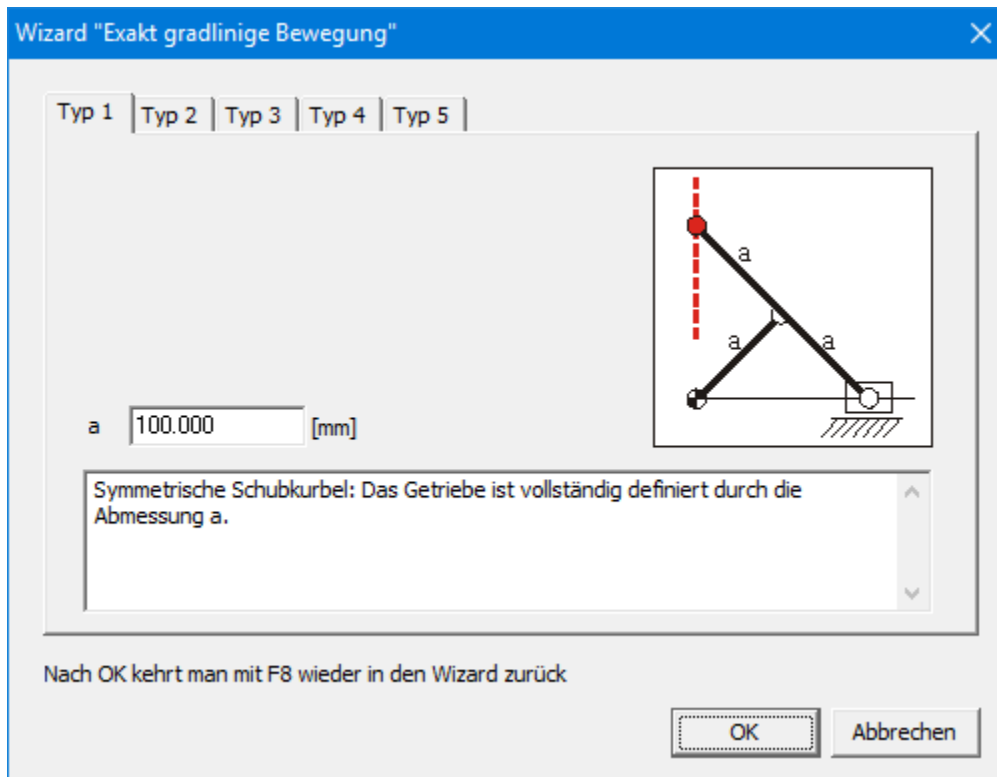 Wizard "Exakt gradlinige Bewegung"
Typ 1 Typ 2 Typ 3 Typ 4 Typ 5
a
a a
a 100.000 [mm]
Symmetrische Schubkurbel: Das Getriebe ist vollständig definiert durch die
Abmessung a.
Nach OK kehrt man mit F8 wieder in den Wizard zurück
OK Abbrechen